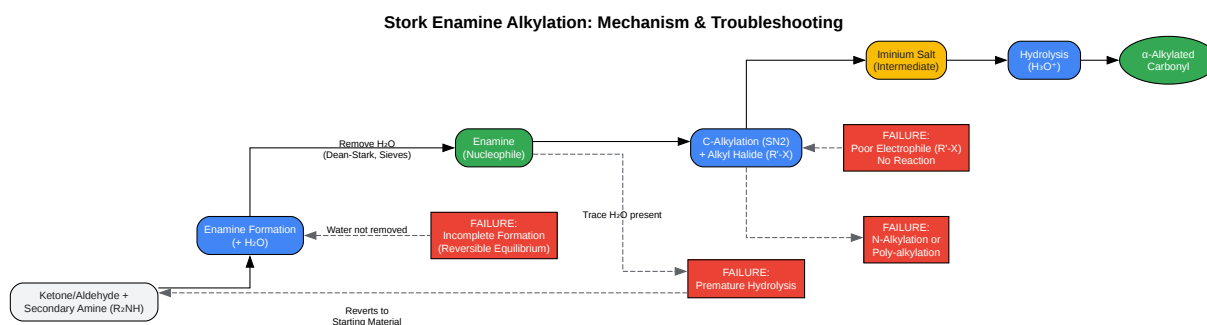 Stork Enamine Alkylation: Mechanism & Troubleshooting
Iminium Salt
(Intermediate)
Hydrolysis
(H₃O⁺)
α-Alkylated
Carbonyl
Remove H₂O
(Dean-Stark, Sieves)
Enamine
(Nucleophile)
C-Alkylation (SN2)
+ Alkyl Halide (R'-X)
FAILURE:
Poor Electrophile (R'-X)
No Reaction
Enamine Formation
(+ H₂O)
Water not removed
FAILURE:
Incomplete Formation
(Reversible Equilibrium)
Trace H₂O present
FAILURE:
N-Alkylation or
Poly-alkylation
FAILURE:
Premature Hydrolysis
Ketone/Aldehyde +
Secondary Amine (R₂NH)
Reverts to
Starting Material